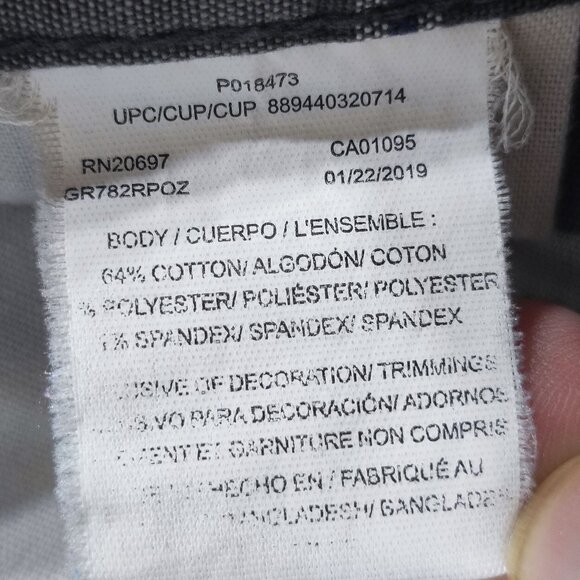 P018473
UPC/CUP/CUP 889440320714
RN20697 CA01095
GR782RPOZ 01/22/2019
BODY / CUERPO / L'ENSEMBLE :
64% COTTON/ ALGODÓN/ COTON
% POLYESTER/ POLIÉSTER/ POLYESTER
% SPANDEX/ SPANDEX/ SPANDEX
OF DECORATION/ TRIMMINGS
PARA DECORACIÓN/ ADORNOS
ET GARNITURE NON COMPRIS
HECHO EN / FABRIQUÉ AU